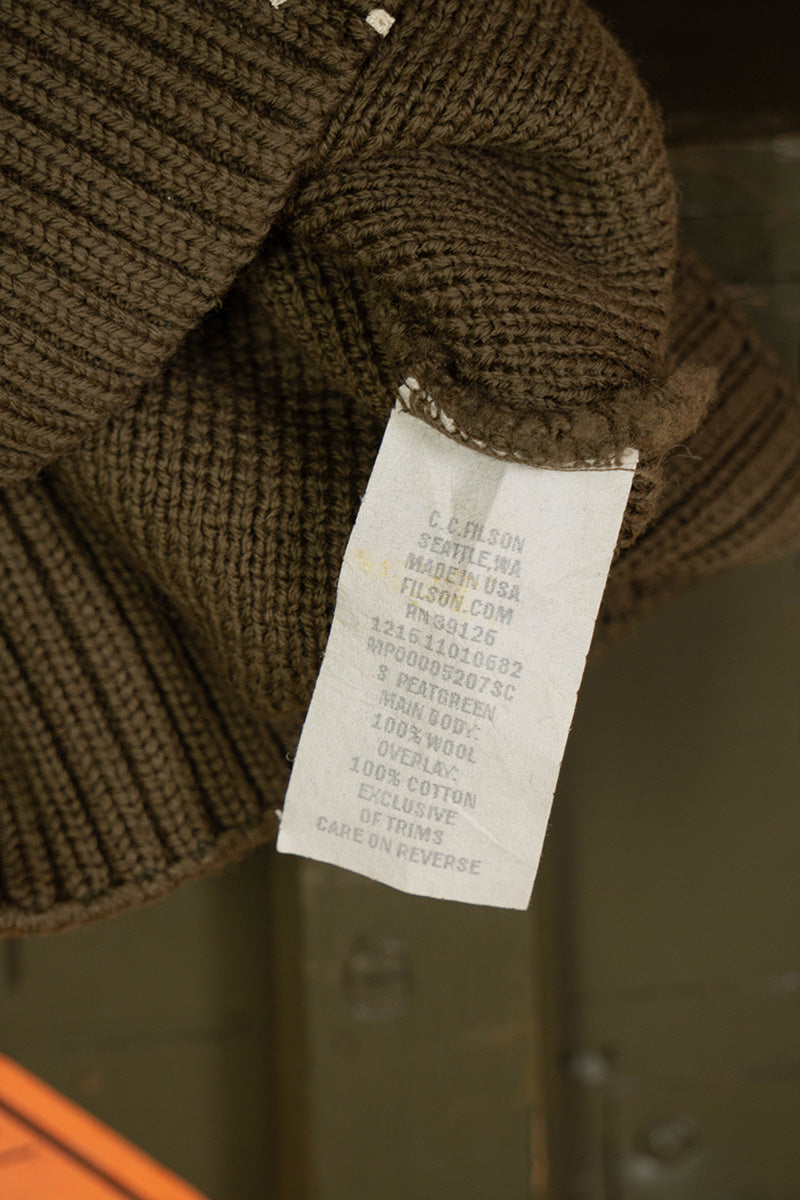 C.C.FILSON
SEATTLE,WA
MADE IN USA
FILSON.COM
RN 39126
1216 11010682
MP00095207SC
S PEATGREEN
MAIN BODY:
100% WOOL
OVERLAY:
100% COTTON
EXCLUSIVE
OF TRIMS
CARE ON REVERSE